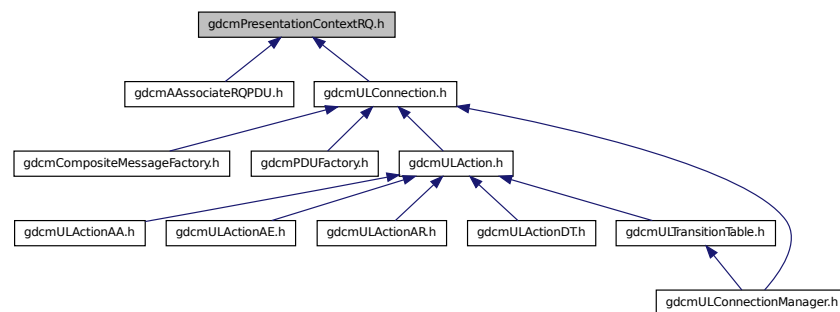 gdcmPresentationContextRQ.h
gdcmAAssociateRQPDU.h
gdcmULConnection.h
gdcmCompositeMessageFactory.h
gdcmPDUFactory.h
gdcmULAction.h
gdcmULActionAA.h
gdcmULActionAE.h
gdcmULActionAR.h
gdcmULActionDT.h
gdcmULTransitionTable.h
gdcmULConnectionManager.h